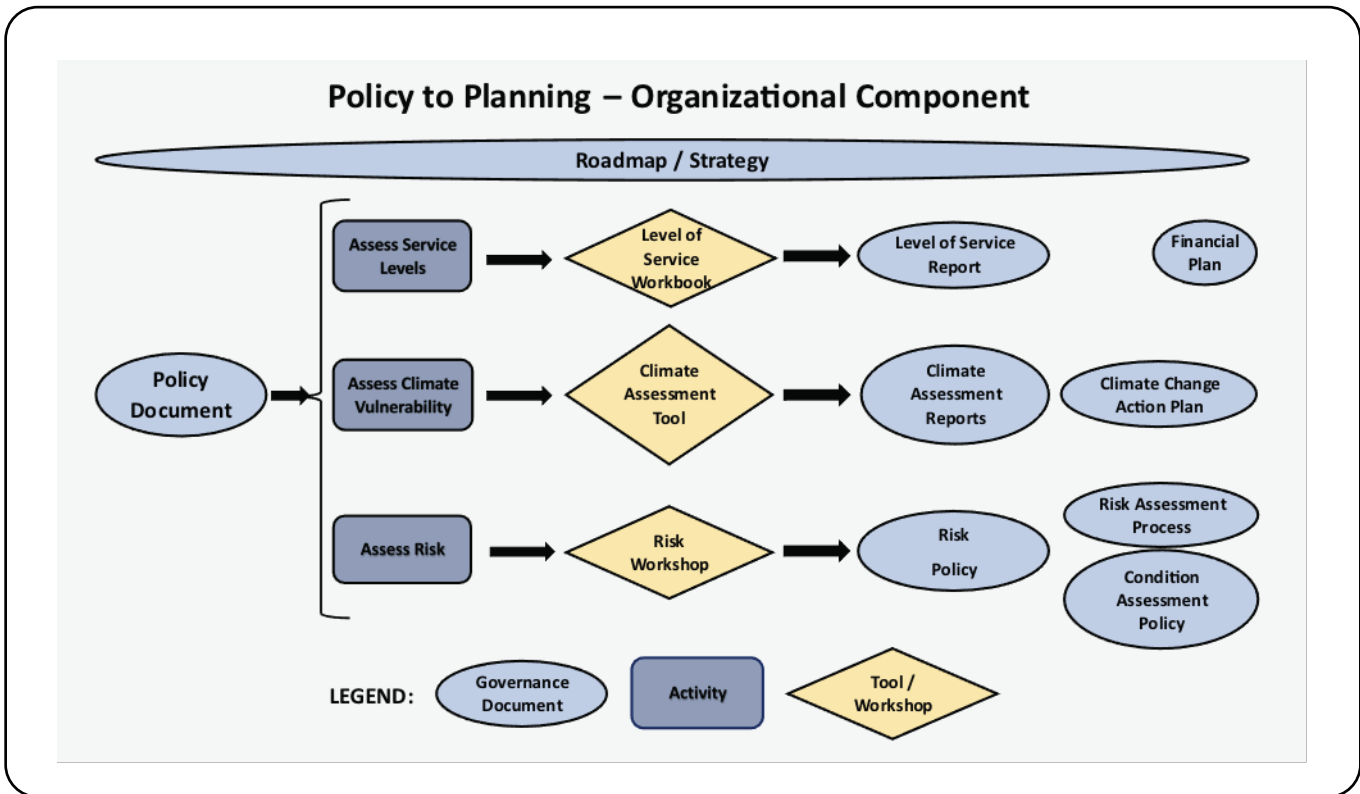 Policy to Planning – Organizational Component
Roadmap / Strategy
Assess Service
Levels
Level of
Service
Workbook
Level of Service
Report
Financial
Plan
Policy
Document
Assess Climate
Vulnerability
Climate
Assessment
Tool
Climate
Assessment
Reports
Climate Change
Action Plan
Assess Risk
Risk
Workshop
Risk
Policy
Risk Assessment
Process
Condition
Assessment
Policy
LEGEND:
Governance
Document
Activity
Tool /
Workshop